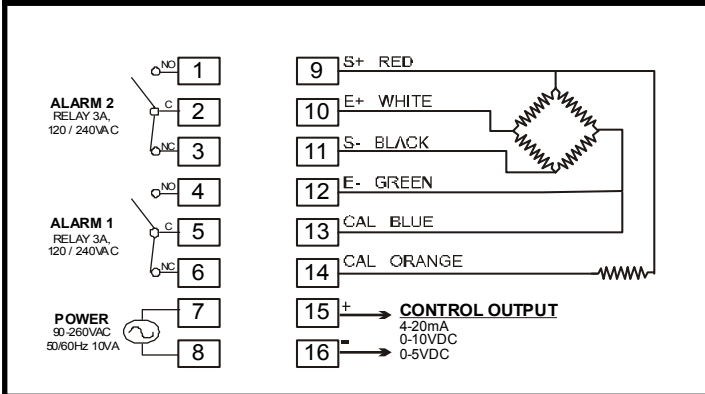 NO 1
ALARM 2
RELAY 3A,
120 / 240VAC
C 2
NC 3
NO 4
ALARM 1
RELAY 3A,
120 / 240VAC
C 5
NC 6
POWER
90-260VAC
50/60Hz 10VA
7
8
9 S+ RED
10 E+ WHITE
11 S- BLACK
12 E- GREEN
13 CAL BLUE
14 CAL ORANGE
15 + CONTROL OUTPUT
4-20mA
0-10VDC
0-5VDC
16 -